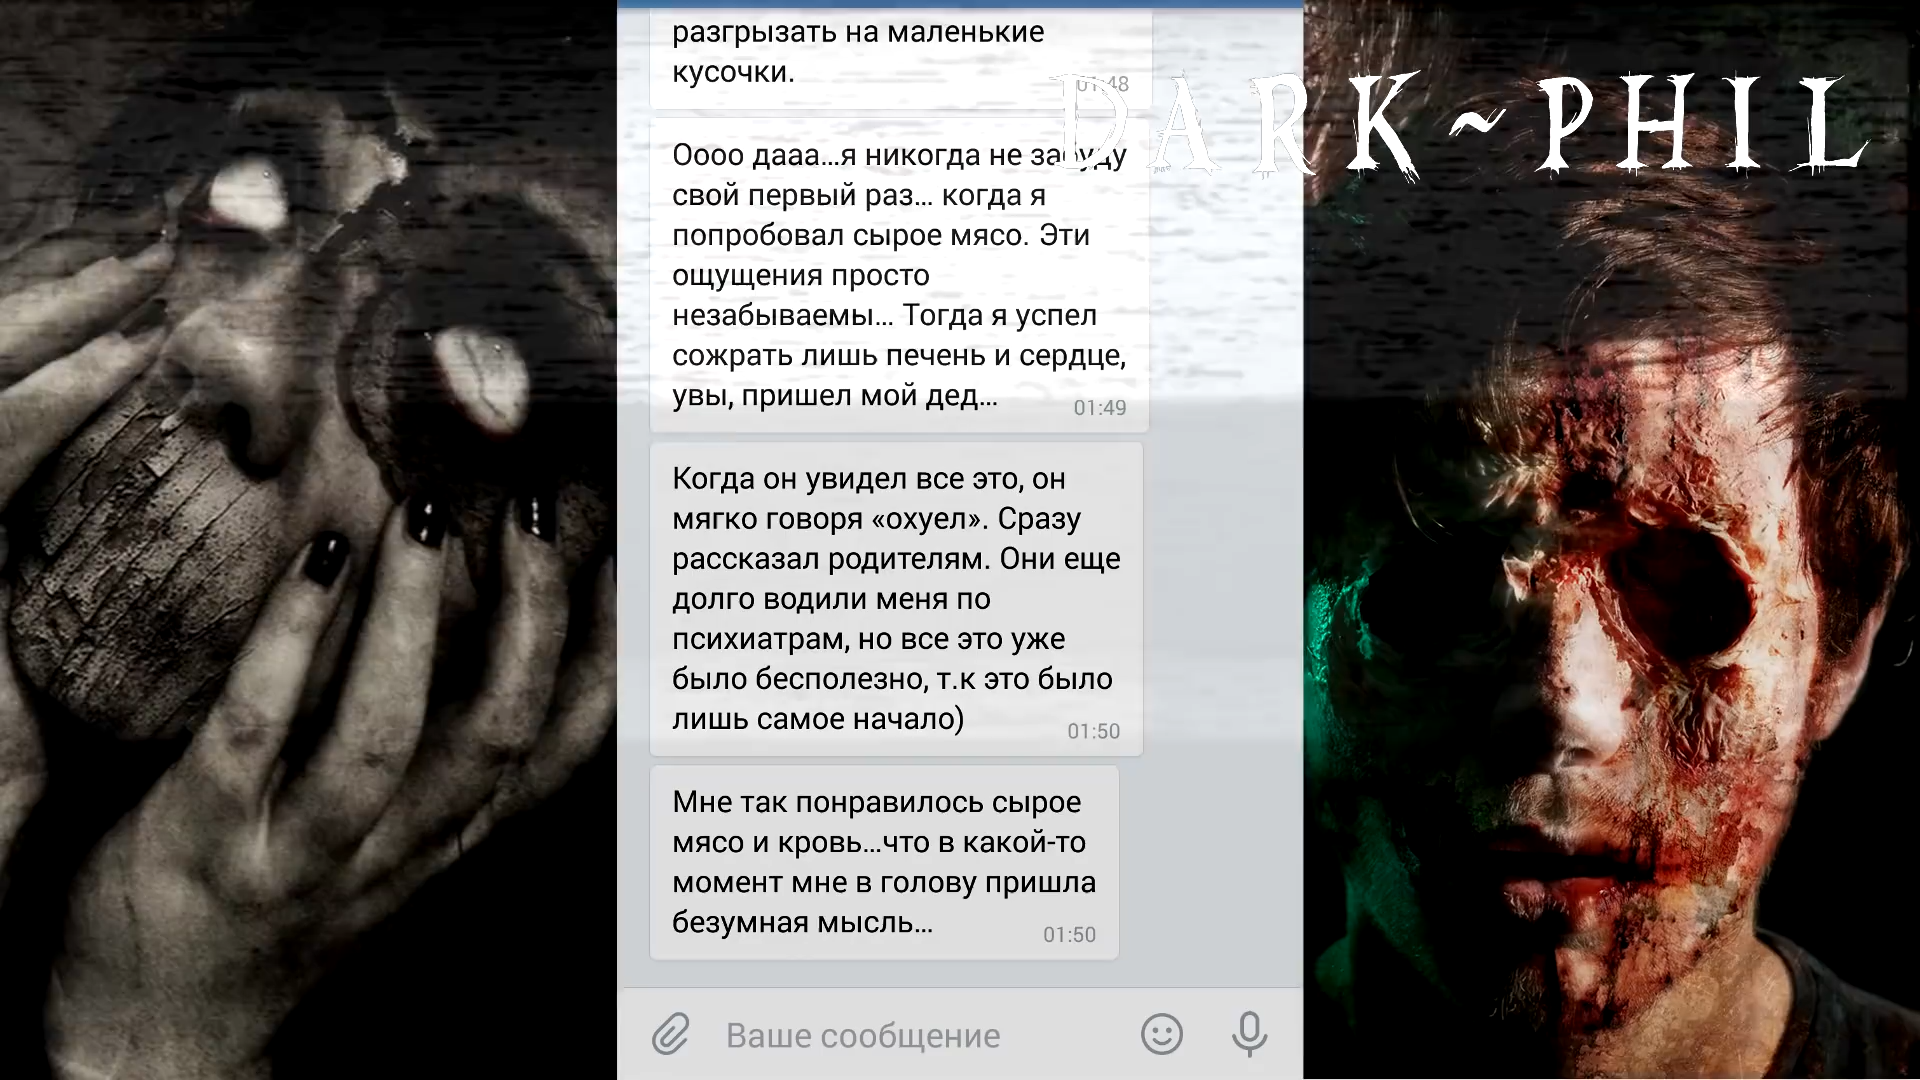 разгрызать на маленькие
кусочки.
01:48
DARK~PHIL
Оооо дааа...я никогда не забуду
свой первый раз... когда я
попробовал сырое мясо. Эти
ощущения просто
незабываемы... Тогда я успел
сожрать лишь печень и сердце,
увы, пришел мой дед...
01:49
Когда он увидел все это, он
мягко говоря «охуел». Сразу
рассказал родителям. Они еще
долго водили меня по
психиатрам, но все это уже
было бесполезно, т.к это было
лишь самое начало)
01:50
Мне так понравилось сырое
мясо и кровь...что в какой-то
момент мне в голову пришла
безумная мысль...
01:50
Ваше сообщение